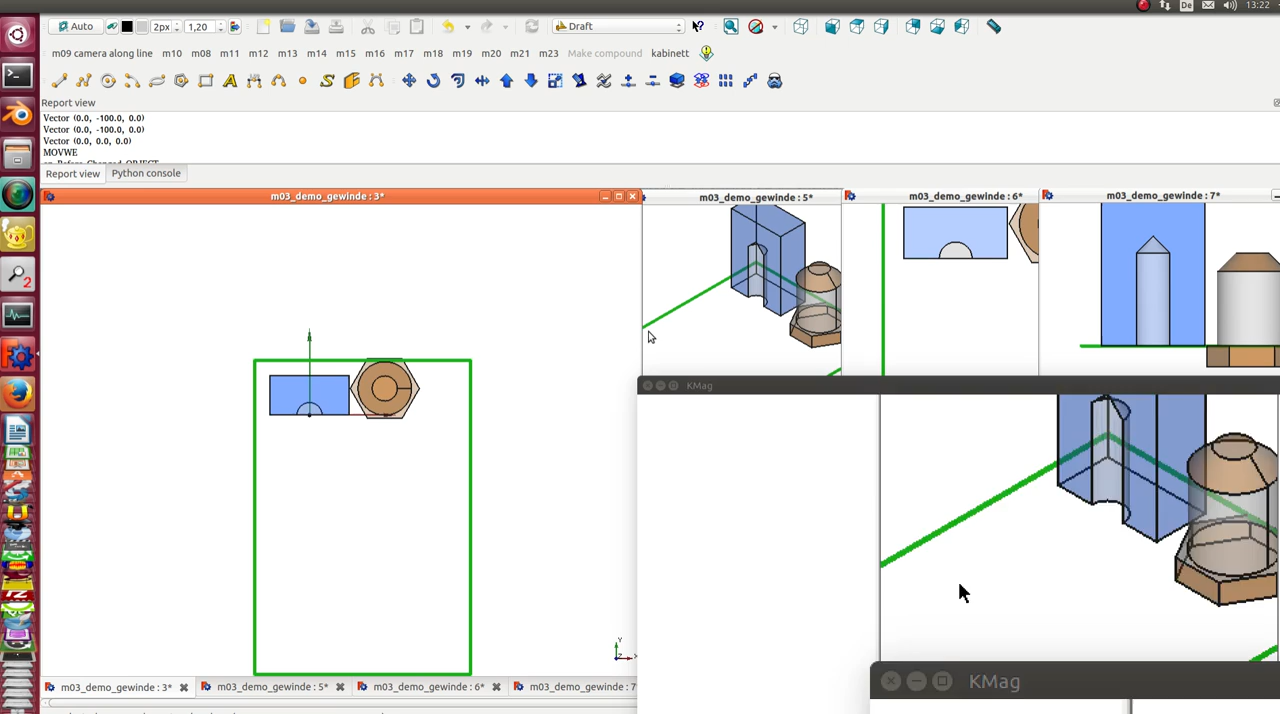 De 13:22
Auto 2px 1,20 Draft
m09 camera along line m10 m08 m11 m12 m13 m14 m15 m16 m17 m18 m19 m20 m21 m23 Make compound kabinett
Report view
Vector (0.0, -100.0, 0.0)
Vector (0.0, -100.0, 0.0)
Vector (0.0, 0.0, 0.0)
MOVWE
Report view Python console
m03_demo_gewinde : 3* m03_demo_gewinde : 5* m03_demo_gewinde : 6* m03_demo_gewinde : 7*
KMag
Y
Z X
KMag
m03_demo_gewinde : 3* m03_demo_gewinde : 5* m03_demo_gewinde : 6* m03_demo_gewinde : 7*